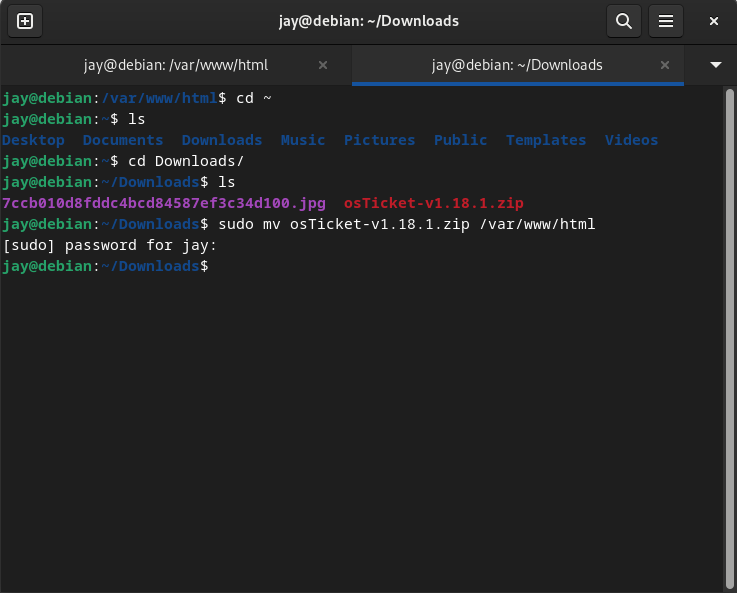 jay@debian: ~/Downloads
jay@debian: /var/www/html
jay@debian: ~/Downloads
jay@debian:/var/www/html$ cd ~
jay@debian:~$ ls
Desktop Documents Downloads Music Pictures Public Templates Videos
jay@debian:~$ cd Downloads/
jay@debian:~/Downloads$ ls
7ccb010d8fddc4bcd84587ef3c34d100.jpg osTicket-v1.18.1.zip
jay@debian:~/Downloads$ sudo mv osTicket-v1.18.1.zip /var/www/html
[sudo] password for jay:
jay@debian:~/Downloads$